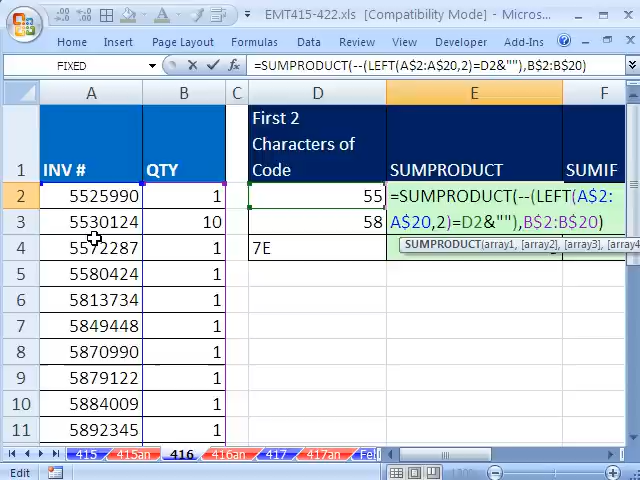 EMT415-422.xls [Compatibility Mode] - Micros...
Home Insert Page Layout Formulas Data Review View Add-Ins
FIXED fx =SUMPRODUCT(--(LEFT(A$2:A$20,2)=D2&""),B$2:B$20)
A B C D E F
1 INV # QTY First 2 Characters of Code SUMPRODUCT SUMIF
2 5525990 1 55 =SUMPRODUCT(--(LEFT(A$2:A$20,2)=D2&""),B$2:B$20)
3 5530124 10 58
SUMPRODUCT(array1, [array2], [array3], [array4
4 5572287 1 7E
5 5580424 1
6 5813734 1
7 5849448 1
8 5870990 1
9 5879122 1
10 5884009 1
11 5892345 1
415 415an 416 416an 417 417an Fe
Edit